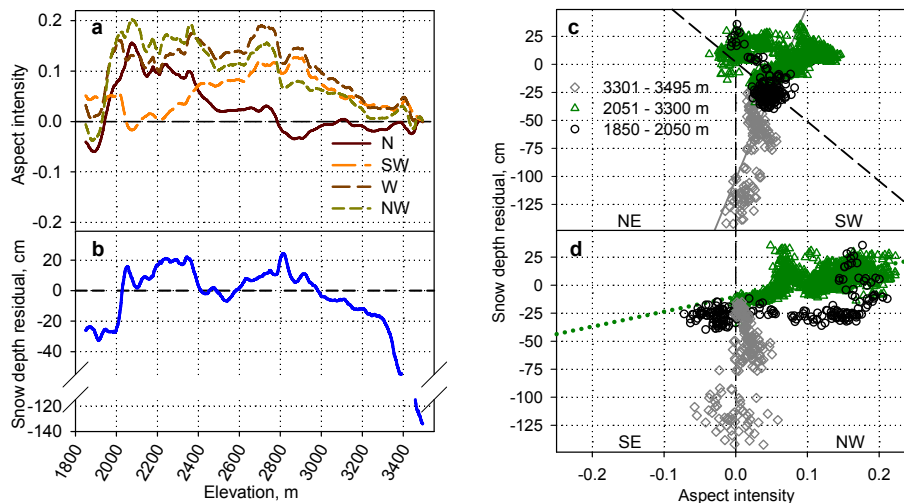 a
0.2
0.1
0.0
-0.1
-0.2
Aspect intensity
N
SW
W
NW
b
20
0
-20
-40
-120
-140
Snow depth residual, cm
1800
2000
2200
2400
2600
2800
3000
3200
3400
Elevation, m
c
25
0
-25
-50
-100
-125
Snow depth residual, cm
3301 - 3495 m
2051 - 3300 m
1850 - 2050 m
NE
SW
d
25
0
-25
-50
-75
-100
-125
SE
NW
-0.2
-0.1
0.0
0.1
0.2
Aspect intensity